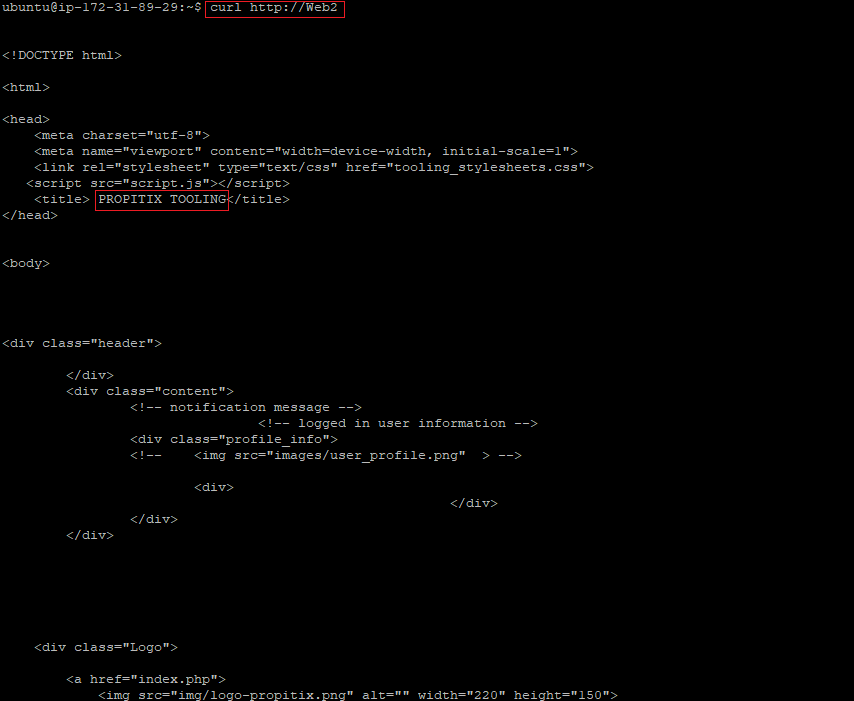 ubuntu@ip-172-31-89-29:~$ curl http://Web2
<!DOCTYPE html>
<html>
<head>
    <meta charset="utf-8">
    <meta name="viewport" content="width=device-width, initial-scale=1">
    <link rel="stylesheet" type="text/css" href="tooling_stylesheets.css">
   <script src="script.js"></script>
    <title> PROPITIX TOOLING</title>
</head>
<body>
<div class="header">
        </div>
        <div class="content">
                <!-- notification message -->
                                <!-- logged in user information -->
                <div class="profile_info">
                <!--    <img src="images/user_profile.png"  > -->
                        <div>
                                                        </div>
                </div>
        </div>
    <div class="Logo">
        <a href="index.php">
            <img src="img/logo-propitix.png" alt="" width="220" height="150">